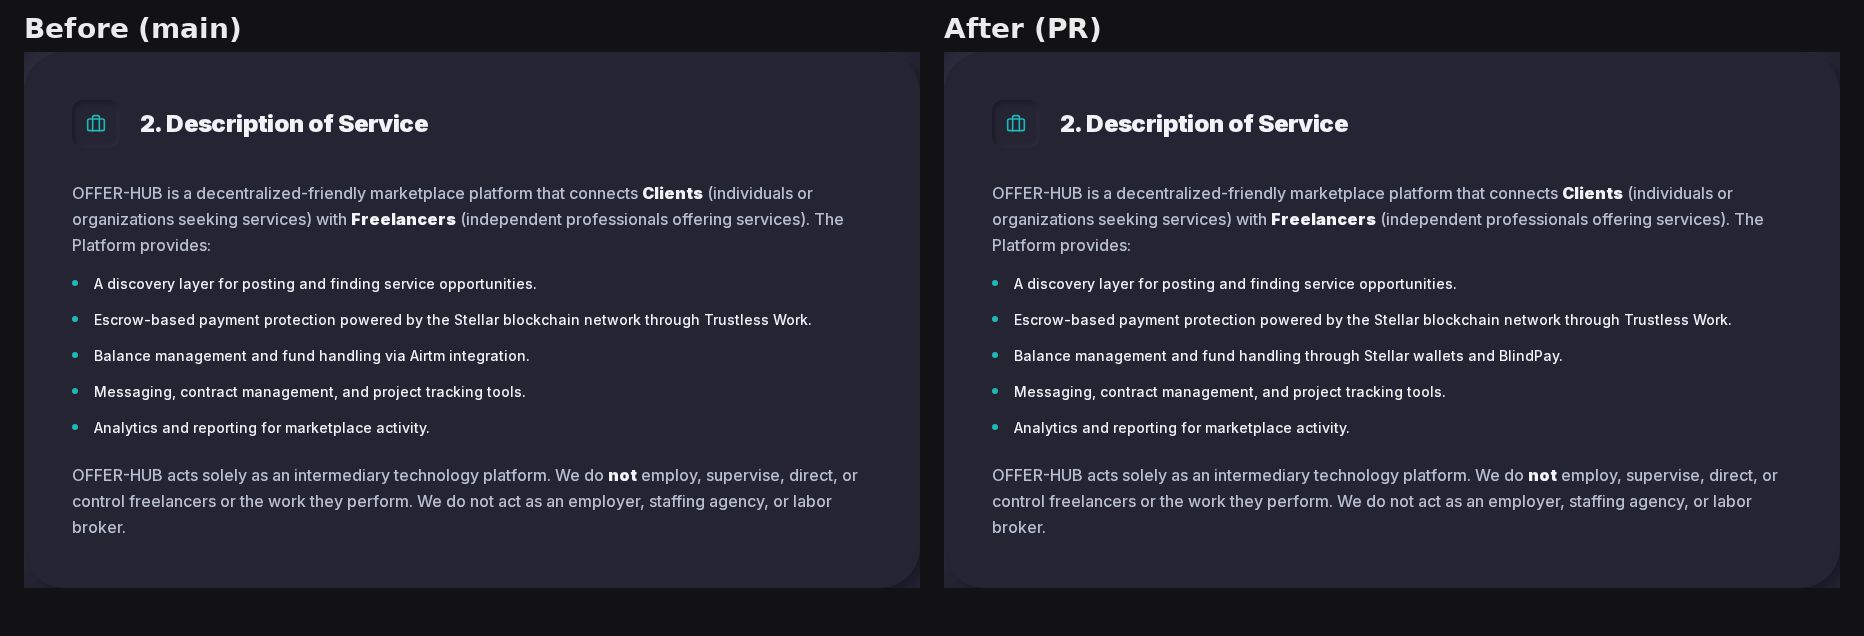 Before (main)
2. Description of Service
OFFER-HUB is a decentralized-friendly marketplace platform that connects Clients (individuals or
organizations seeking services) with Freelancers (independent professionals offering services). The
Platform provides:
A discovery layer for posting and finding service opportunities.
Escrow-based payment protection powered by the Stellar blockchain network through Trustless Work.
Balance management and fund handling via Airtm integration.
Messaging, contract management, and project tracking tools.
Analytics and reporting for marketplace activity.
OFFER-HUB acts solely as an intermediary technology platform. We do not employ, supervise, direct, or
control freelancers or the work they perform. We do not act as an employer, staffing agency, or labor
broker.
After (PR)
2. Description of Service
OFFER-HUB is a decentralized-friendly marketplace platform that connects Clients (individuals or
organizations seeking services) with Freelancers (independent professionals offering services). The
Platform provides:
A discovery layer for posting and finding service opportunities.
Escrow-based payment protection powered by the Stellar blockchain network through Trustless Work.
Balance management and fund handling through Stellar wallets and BlindPay.
Messaging, contract management, and project tracking tools.
Analytics and reporting for marketplace activity.
OFFER-HUB acts solely as an intermediary technology platform. We do not employ, supervise, direct, or
control freelancers or the work they perform. We do not act as an employer, staffing agency, or labor
broker.